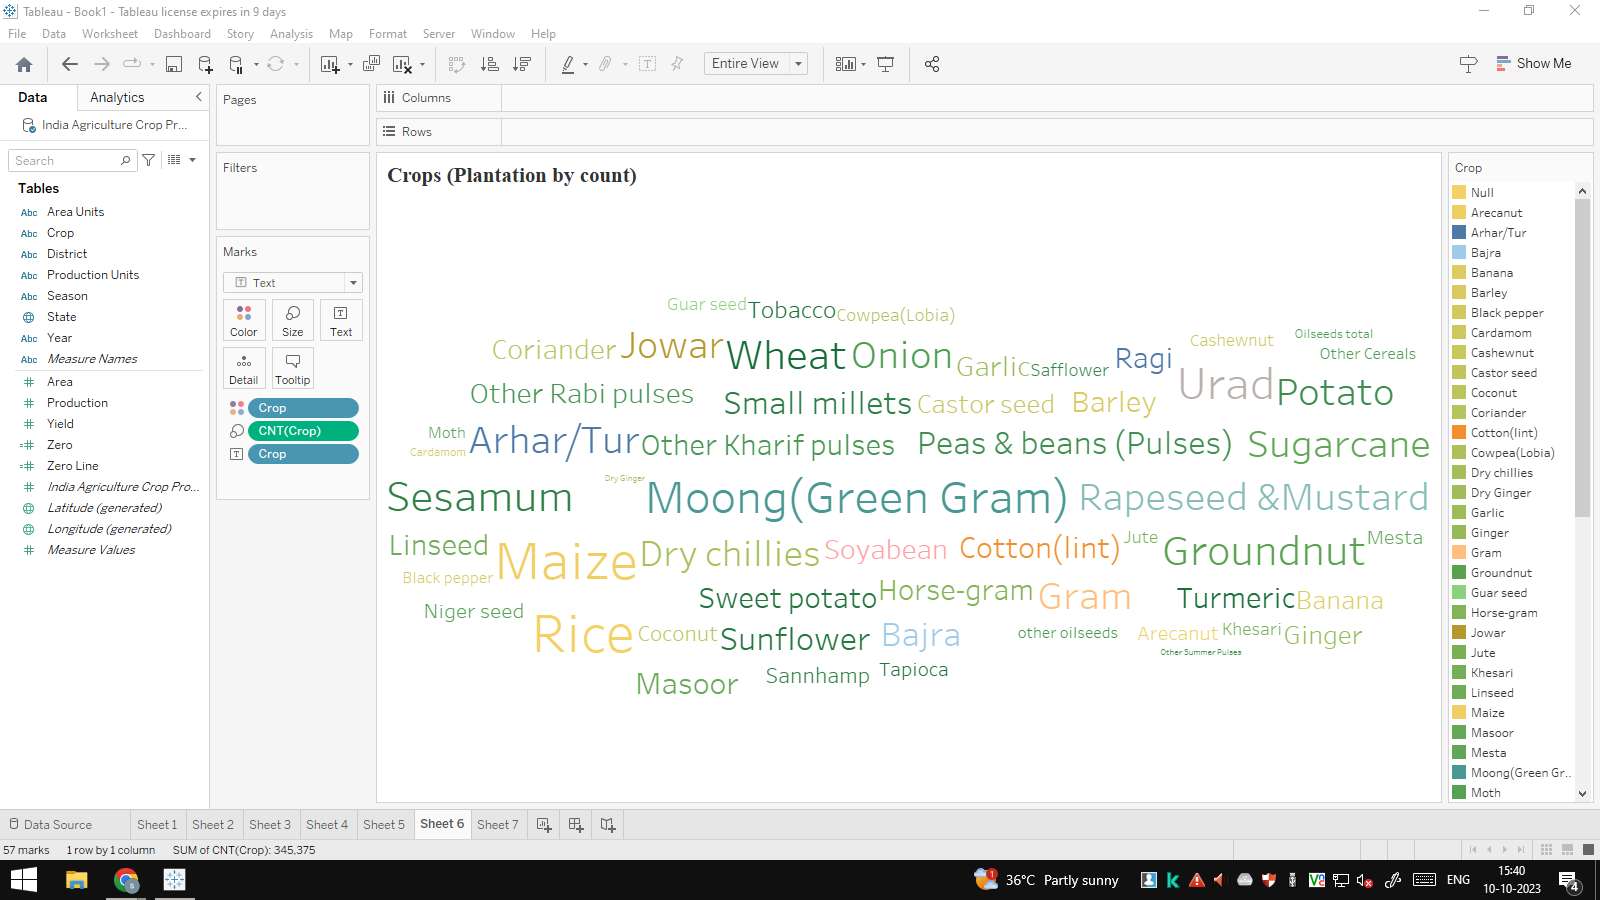 Tableau - Book1 - Tableau license expires in 9 days
File Data Worksheet Dashboard Story Analysis Map Format Server Window Help
Entire View
Show Me
Data Analytics
India Agriculture Crop Pr...
Search
Tables
Abc Area Units
Abc Crop
Abc District
Abc Production Units
Abc Season
State
Abc Year
Abc Measure Names
Area
Production
Yield
Zero
Zero Line
India Agriculture Crop Pro...
Latitude (generated)
Longitude (generated)
Measure Values
Pages
Filters
Marks
Text
Color Size Text
Detail Tooltip
Crop
CNT(Crop)
Crop
Columns
Rows
Crops (Plantation by count)
Guar seed Tobacco Cowpea(Lobia)
Coriander Jowar Wheat Onion Garlic Safflower Ragi Cashewnut Oilseeds total
Other Cereals
Other Rabi pulses Small millets Castor seed Barley Urad Potato
Moth
Cardamom
Arhar/Tur Other Kharif pulses Peas & beans (Pulses) Sugarcane
Sesamum Dry Ginger Moong(Green Gram) Rapeseed &Mustard
Linseed Maize Dry chillies Soyabean Cotton(lint) Jute Groundnut Mesta
Black pepper
Niger seed Sweet potato Horse-gram Gram Turmeric Banana
Rice Coconut Sunflower Bajra other oilseeds Arecanut Khesari Ginger
Other Summer Pulses
Masoor Sannhamp Tapioca
Crop
Null
Arecanut
Arhar/Tur
Bajra
Banana
Barley
Black pepper
Cardamom
Cashewnut
Castor seed
Coconut
Coriander
Cotton(lint)
Cowpea(Lobia)
Dry chillies
Dry Ginger
Garlic
Ginger
Gram
Groundnut
Guar seed
Horse-gram
Jowar
Jute
Khesari
Linseed
Maize
Masoor
Mesta
Moong(Green Gr..
Moth
Data Source Sheet 1 Sheet 2 Sheet 3 Sheet 4 Sheet 5 Sheet 6 Sheet 7
57 marks 1 row by 1 column SUM of CNT(Crop): 345,375
1 36°C Partly sunny ENG 15:40
10-10-2023 4